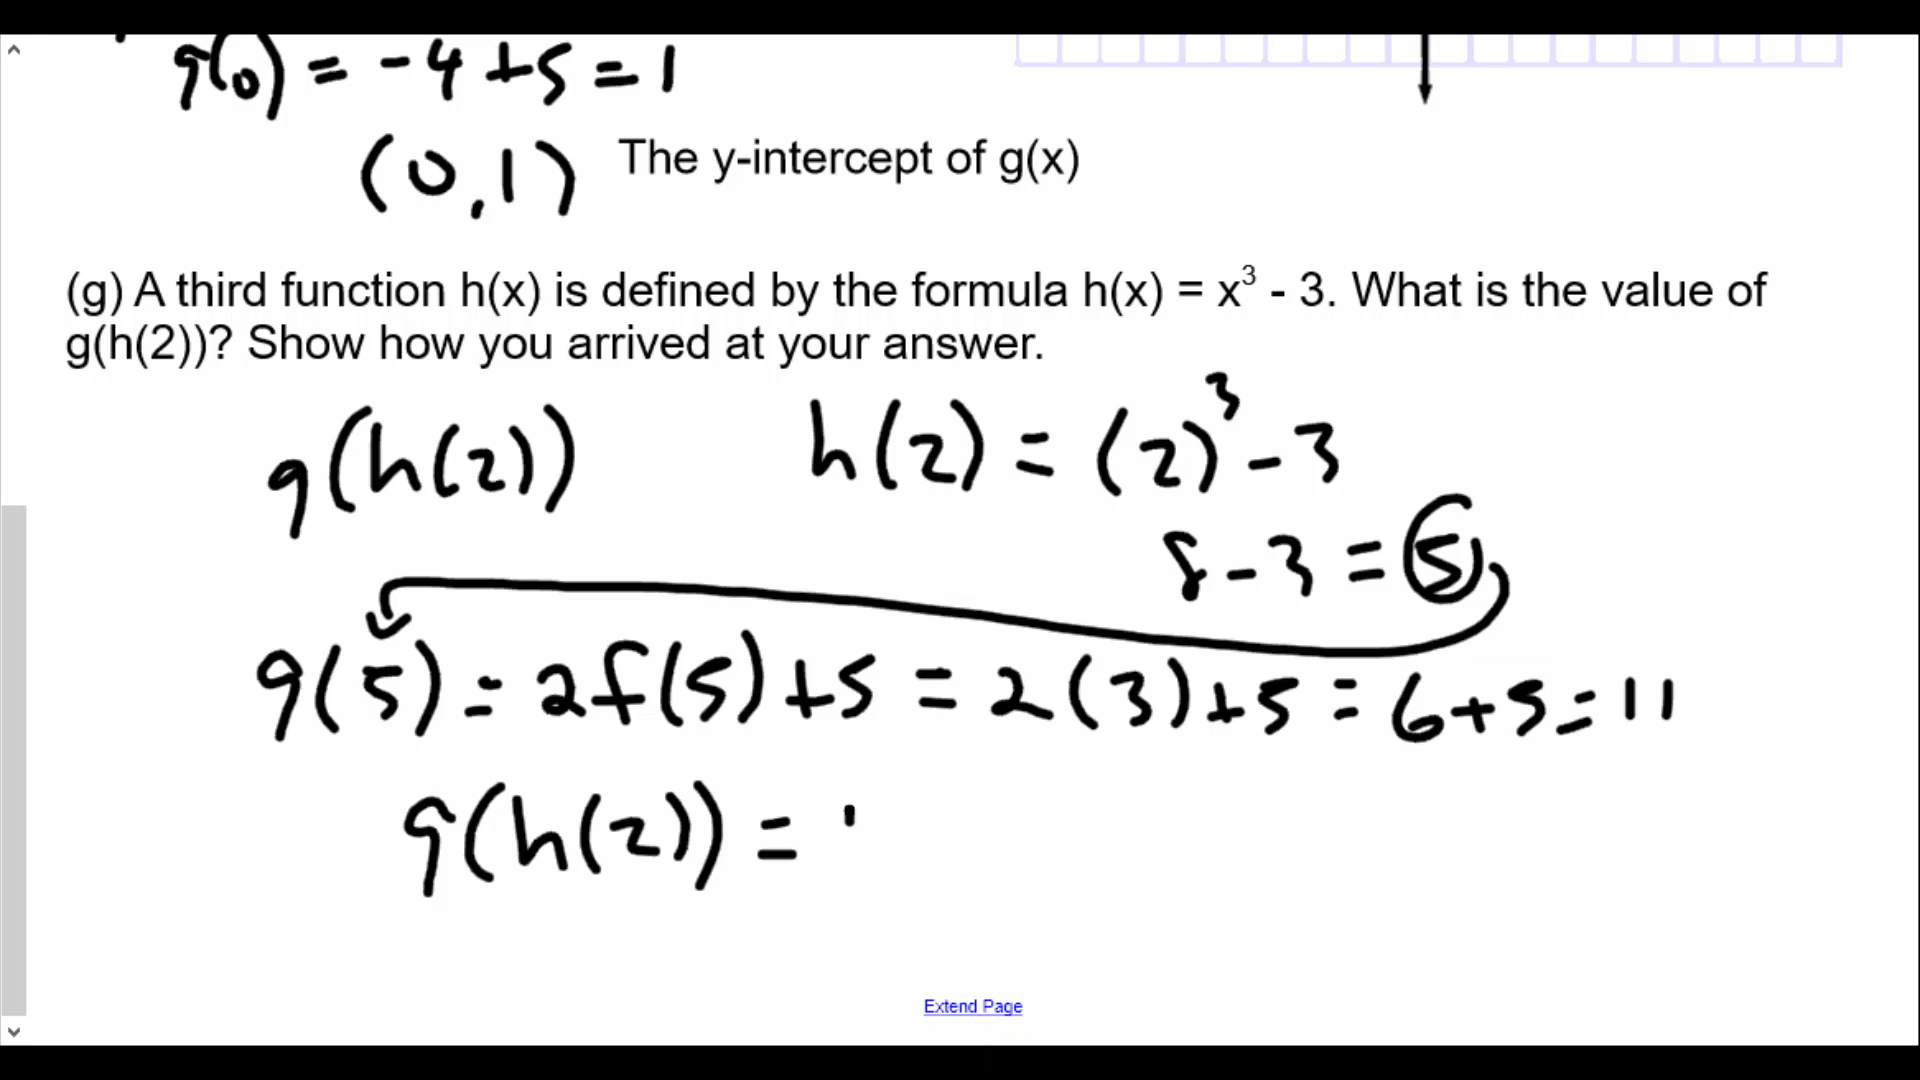 g(0) = -4 +5 = 1
(0,1) The y-intercept of g(x)
(g) A third function h(x) is defined by the formula h(x) = x³ - 3. What is the value of
g(h(2))? Show how you arrived at your answer.
g(h(2)) h(2) = (2)³ - 3
8 - 3 = 5
g(5) = 2f(5) +5 = 2(3)+5 = 6+5 = 11
g(h(2)) =
Extend Page